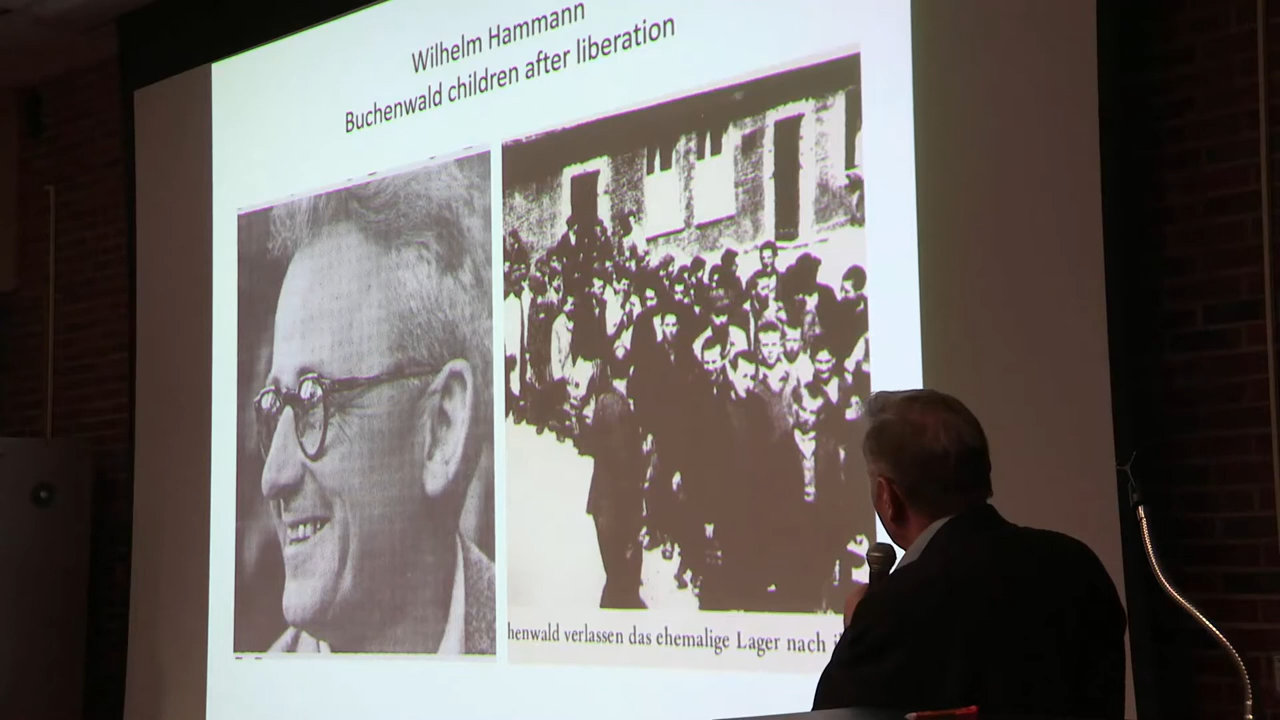 Wilhelm Hammann
Buchenwald children after liberation
henwald verlassen das ehemalige Lager nach